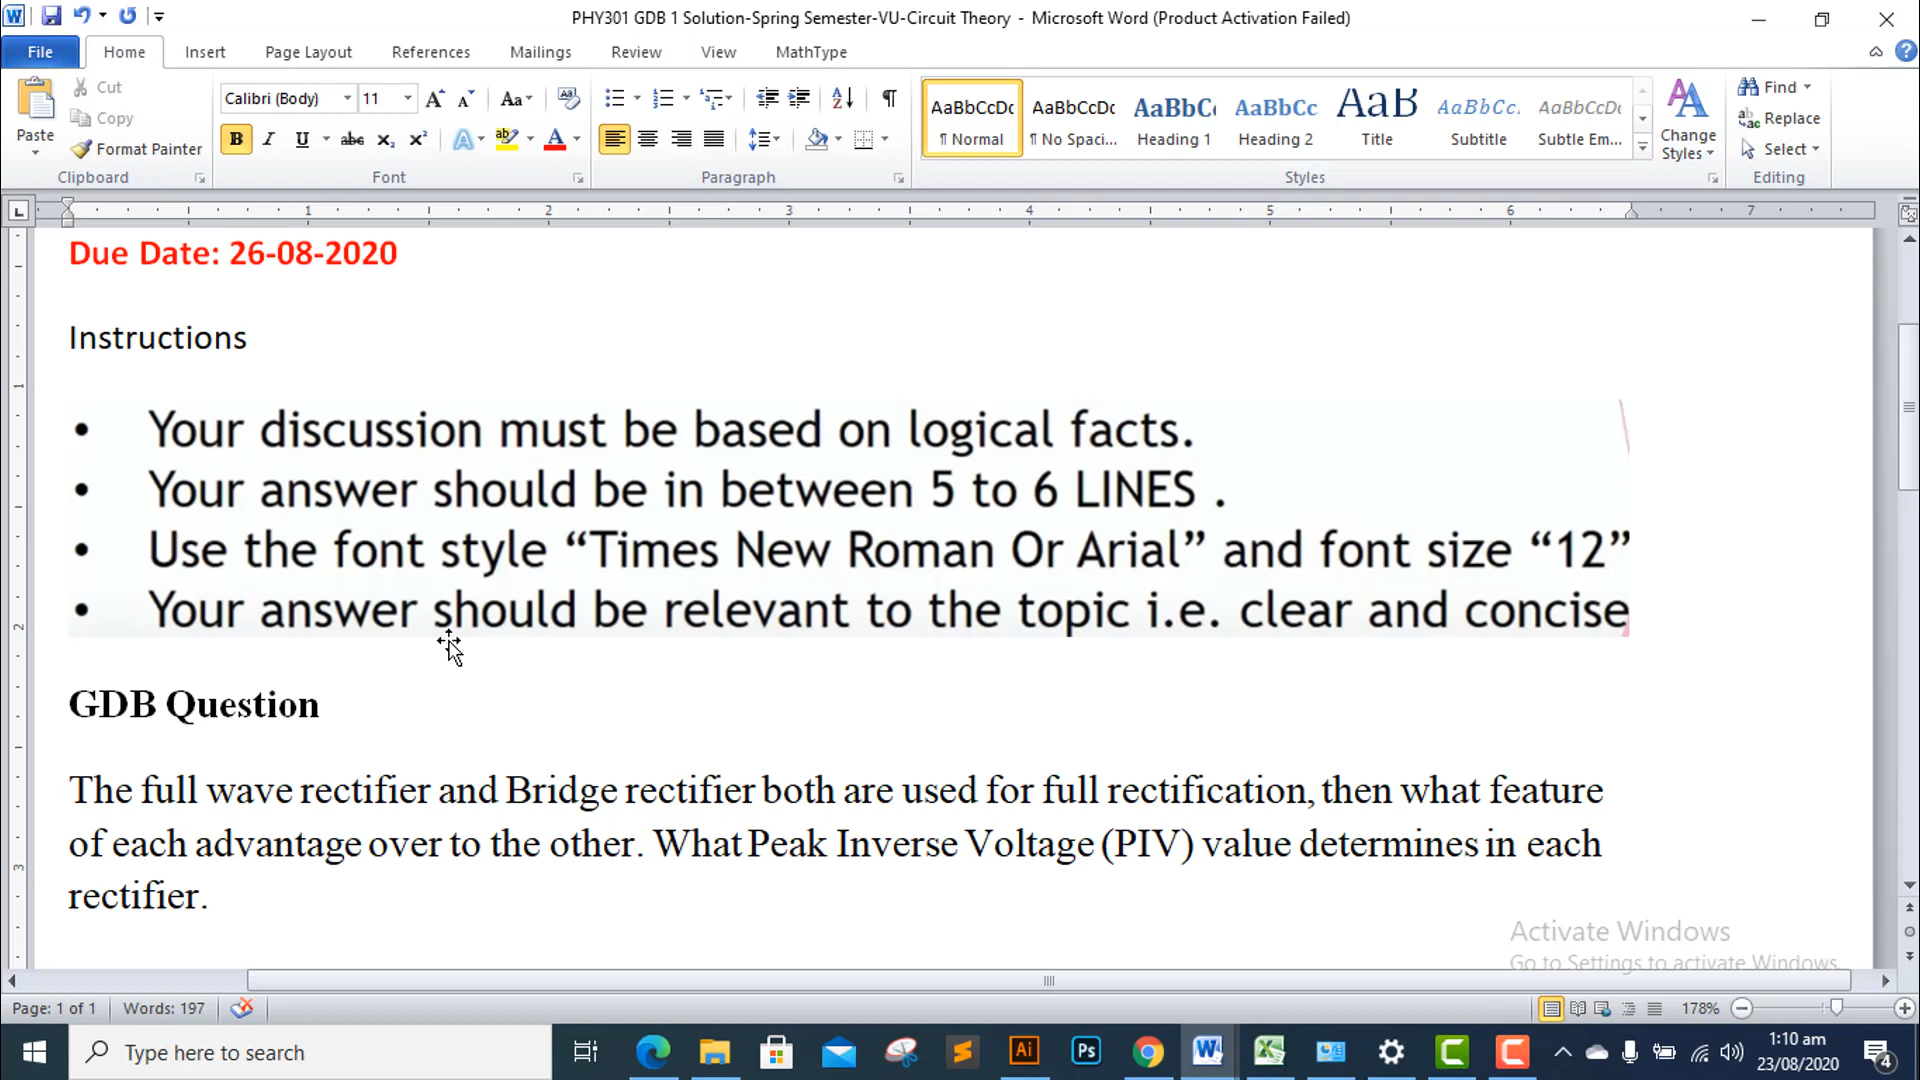 PHY301 GDB 1 Solution-Spring Semester-VU-Circuit Theory - Microsoft Word (Product Activation Failed)
File Home Insert Page Layout References Mailings Review View MathType
Paste
Cut
Copy
Format Painter
Clipboard
Calibri (Body) 11
Font
Paragraph
AaBbCcDc AaBbCcDc AaBbC AaBbCc AaB AaBbCc. AaBbCcDc
¶ Normal ¶ No Spaci... Heading 1 Heading 2 Title Subtitle Subtle Em...
Styles
Change Styles
Find
Replace
Select
Editing
1 2 3 4 5 6 7
Due Date: 26-08-2020
Instructions
• Your discussion must be based on logical facts.
• Your answer should be in between 5 to 6 LINES .
• Use the font style “Times New Roman Or Arial” and font size “12”
• Your answer should be relevant to the topic i.e. clear and concise
GDB Question
The full wave rectifier and Bridge rectifier both are used for full rectification, then what feature
of each advantage over to the other. What Peak Inverse Voltage (PIV) value determines in each
rectifier.
Activate Windows
Go to Settings to activate Windows.
Page: 1 of 1 Words: 197 178%
Type here to search
1:10 am
23/08/2020
4